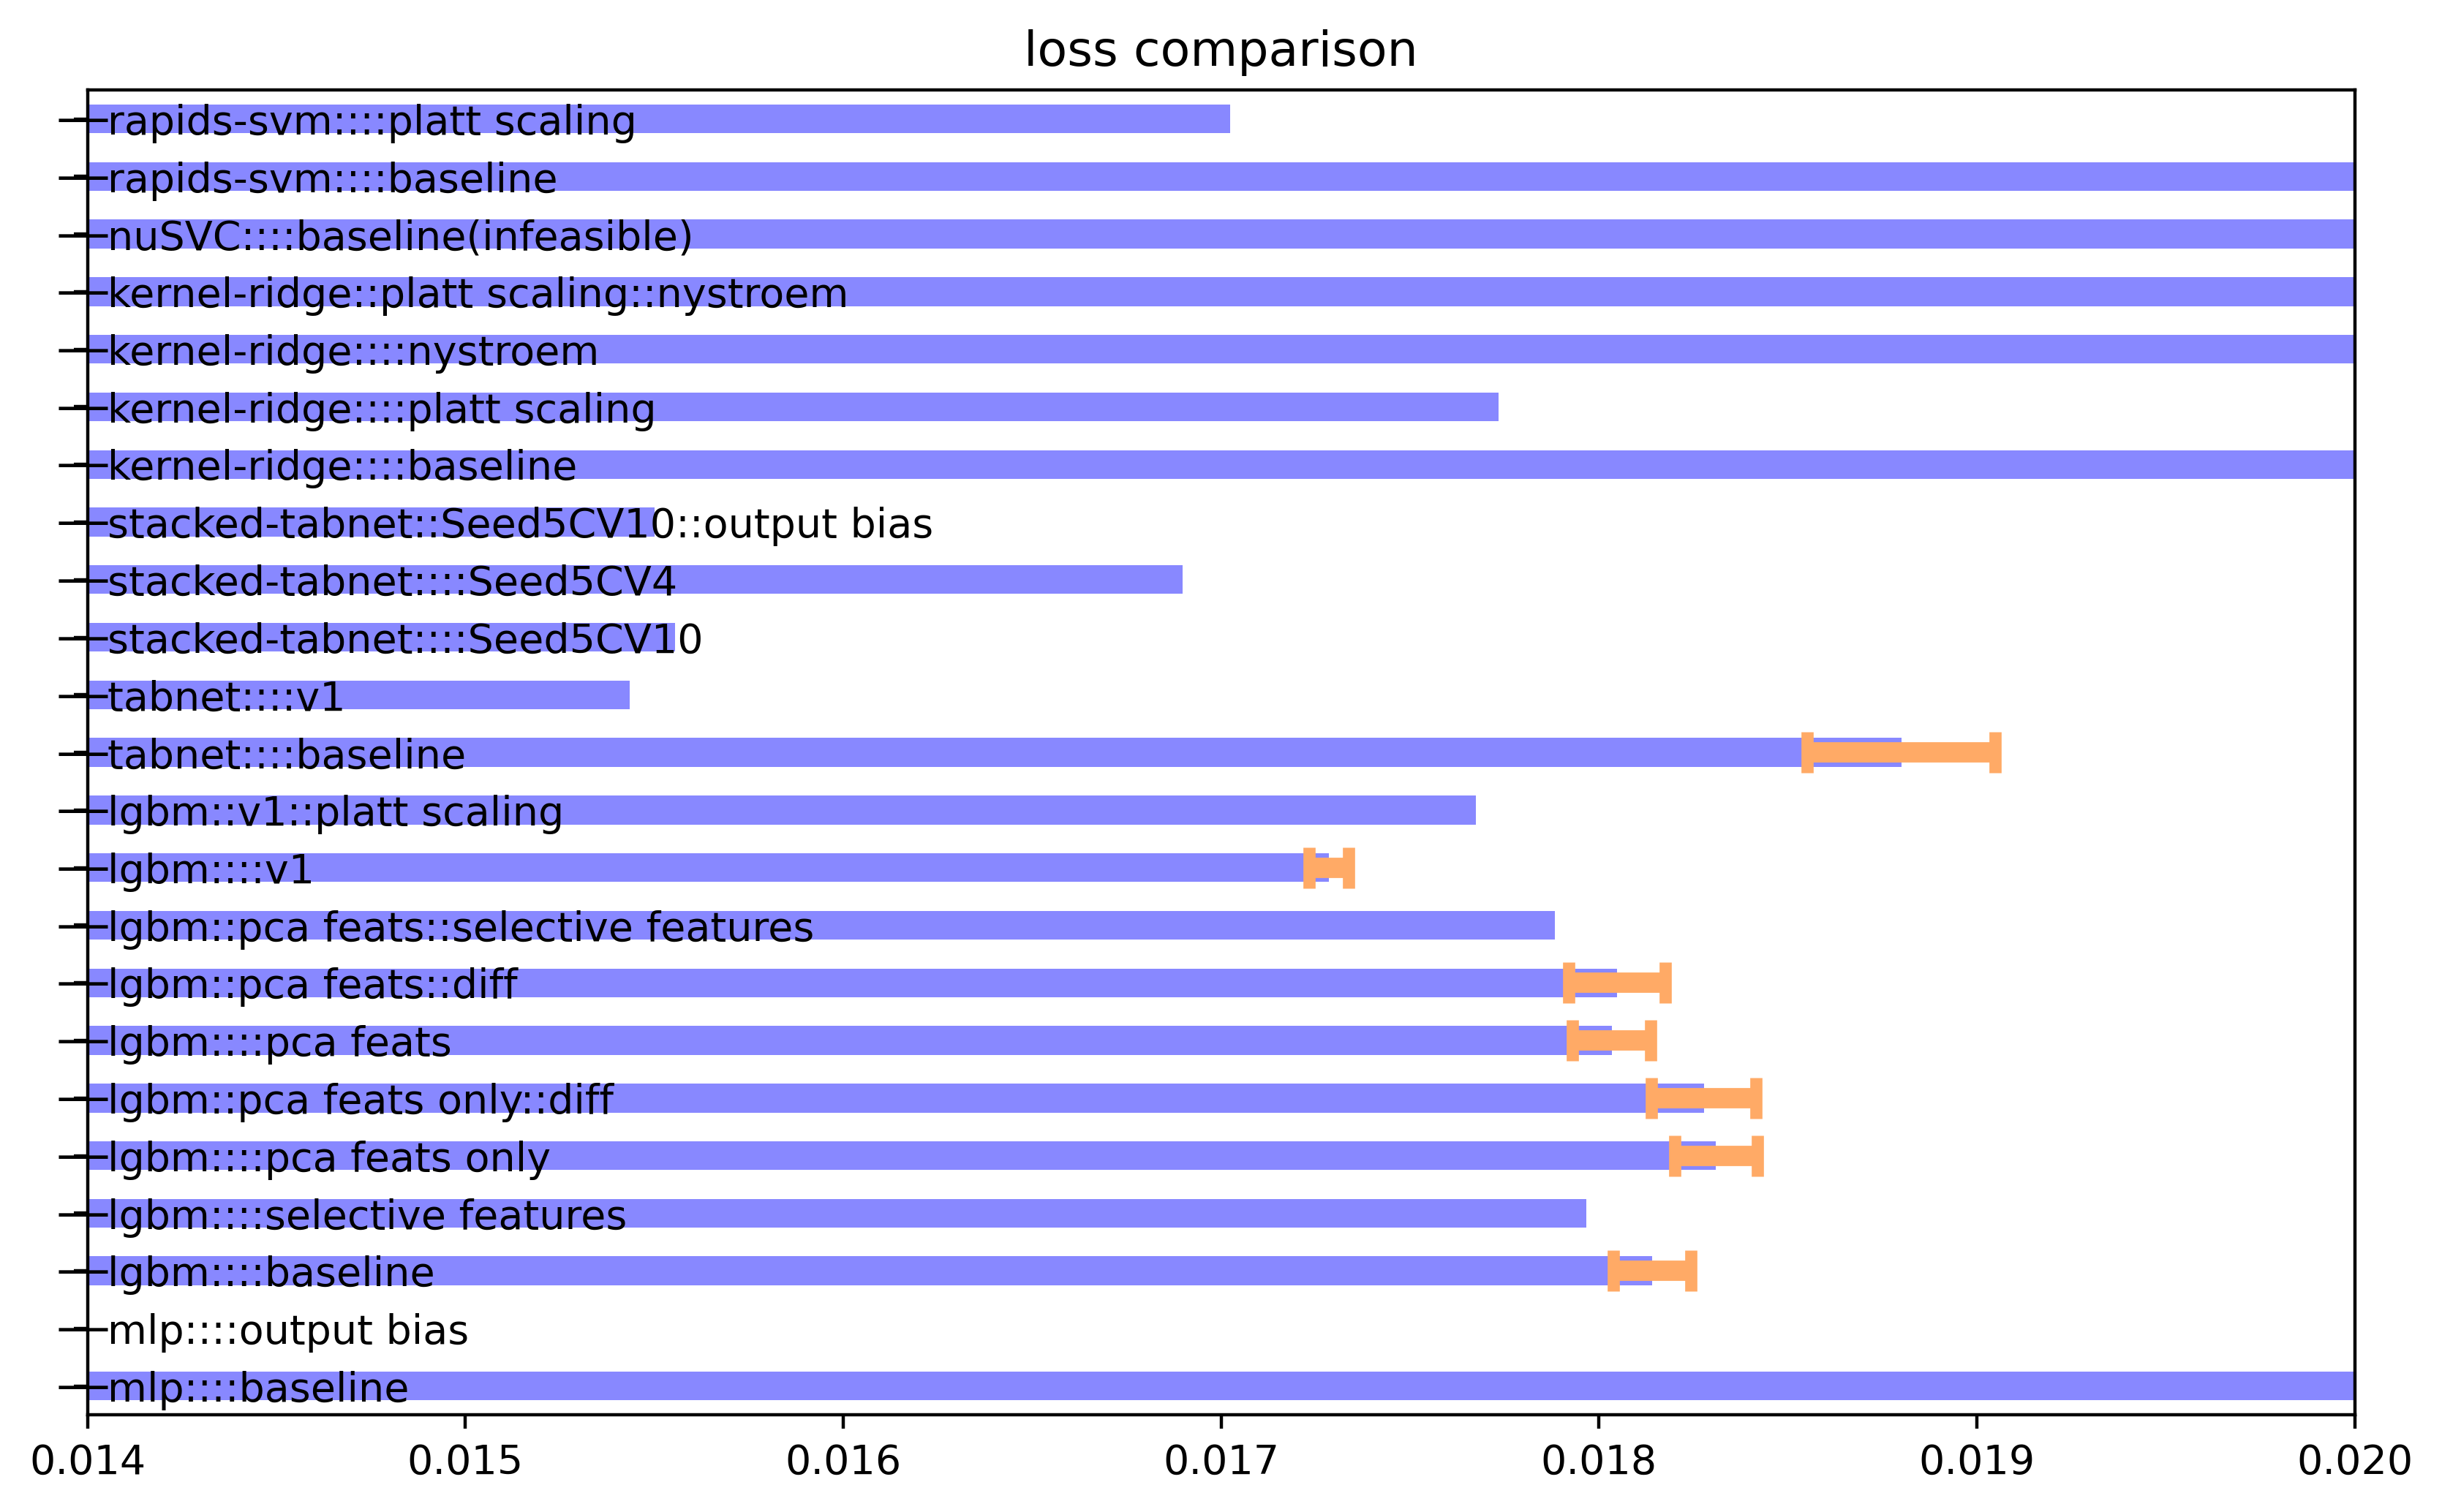 loss comparison
rapids-svm::::platt scaling
rapids-svm::::baseline
nuSVC::::baseline(infeasible)
kernel-ridge::platt scaling::nystroem
kernel-ridge::::nystroem
kernel-ridge::::platt scaling
kernel-ridge::::baseline
stacked-tabnet::Seed5CV10::output bias
stacked-tabnet::::Seed5CV4
stacked-tabnet::::Seed5CV10
tabnet::::v1
tabnet::::baseline
lgbm::v1::platt scaling
lgbm::::v1
lgbm::pca feats::selective features
lgbm::pca feats::diff
lgbm::::pca feats
lgbm::pca feats only::diff
lgbm::::pca feats only
lgbm::::selective features
lgbm::::baseline
mlp::::output bias
mlp::::baseline
0.014 0.015 0.016 0.017 0.018 0.019 0.020